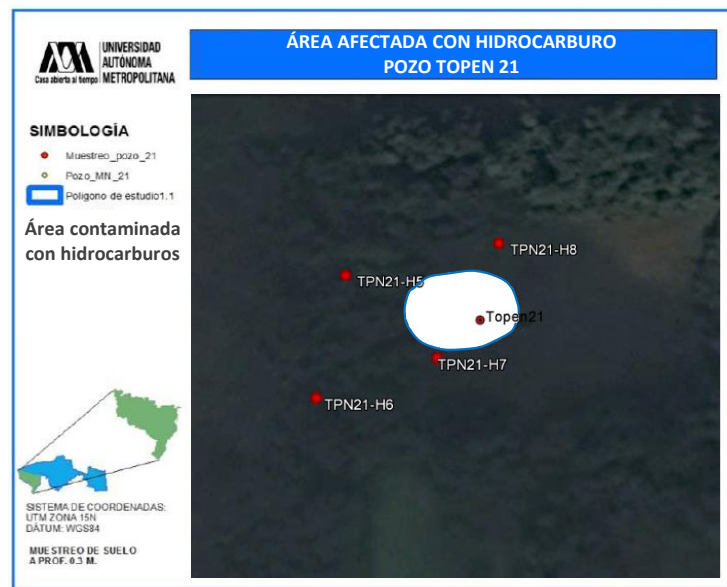 UNIVERSIDAD
AUTÓNOMA
METROPOLITANA
Casa abierta al tiempo
ÁREA AFECTADA CON HIDROCARBURO
POZO TOPEN 21
SIMBOLOGÍA
Muestreo_pozo_21
Pozo_MN_21
Poligono de estudio1.1
Área contaminada
con hidrocarburos
TPN21-H8
TPN21-H5
Topen21
TPN21-H7
TPN21-H6
SISTEMA DE COORDENADAS:
UTM ZONA 15N
DÁTUM: WGS84
MUESTREO DE SUELO
A PROF. 0.3 M.